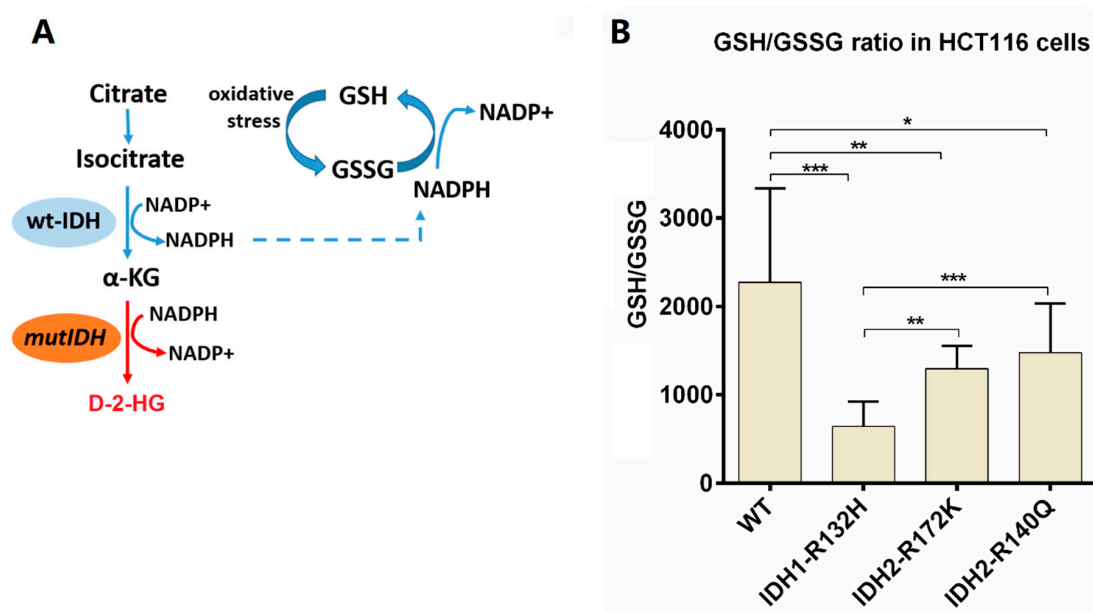 A
Citrate
Isocitrate
wt-IDH
NADP+
NADPH
α-KG
mutIDH
NADPH
NADP+
D-2-HG
oxidative
stress
GSH
GSSG
NADP+
NADPH
B
GSH/GSSG ratio in HCT116 cells
GSH/GSSG
4000
3000
2000
1000
0
*
**
***
***
**
WT
IDH1-R132H
IDH2-R172K
IDH2-R140Q